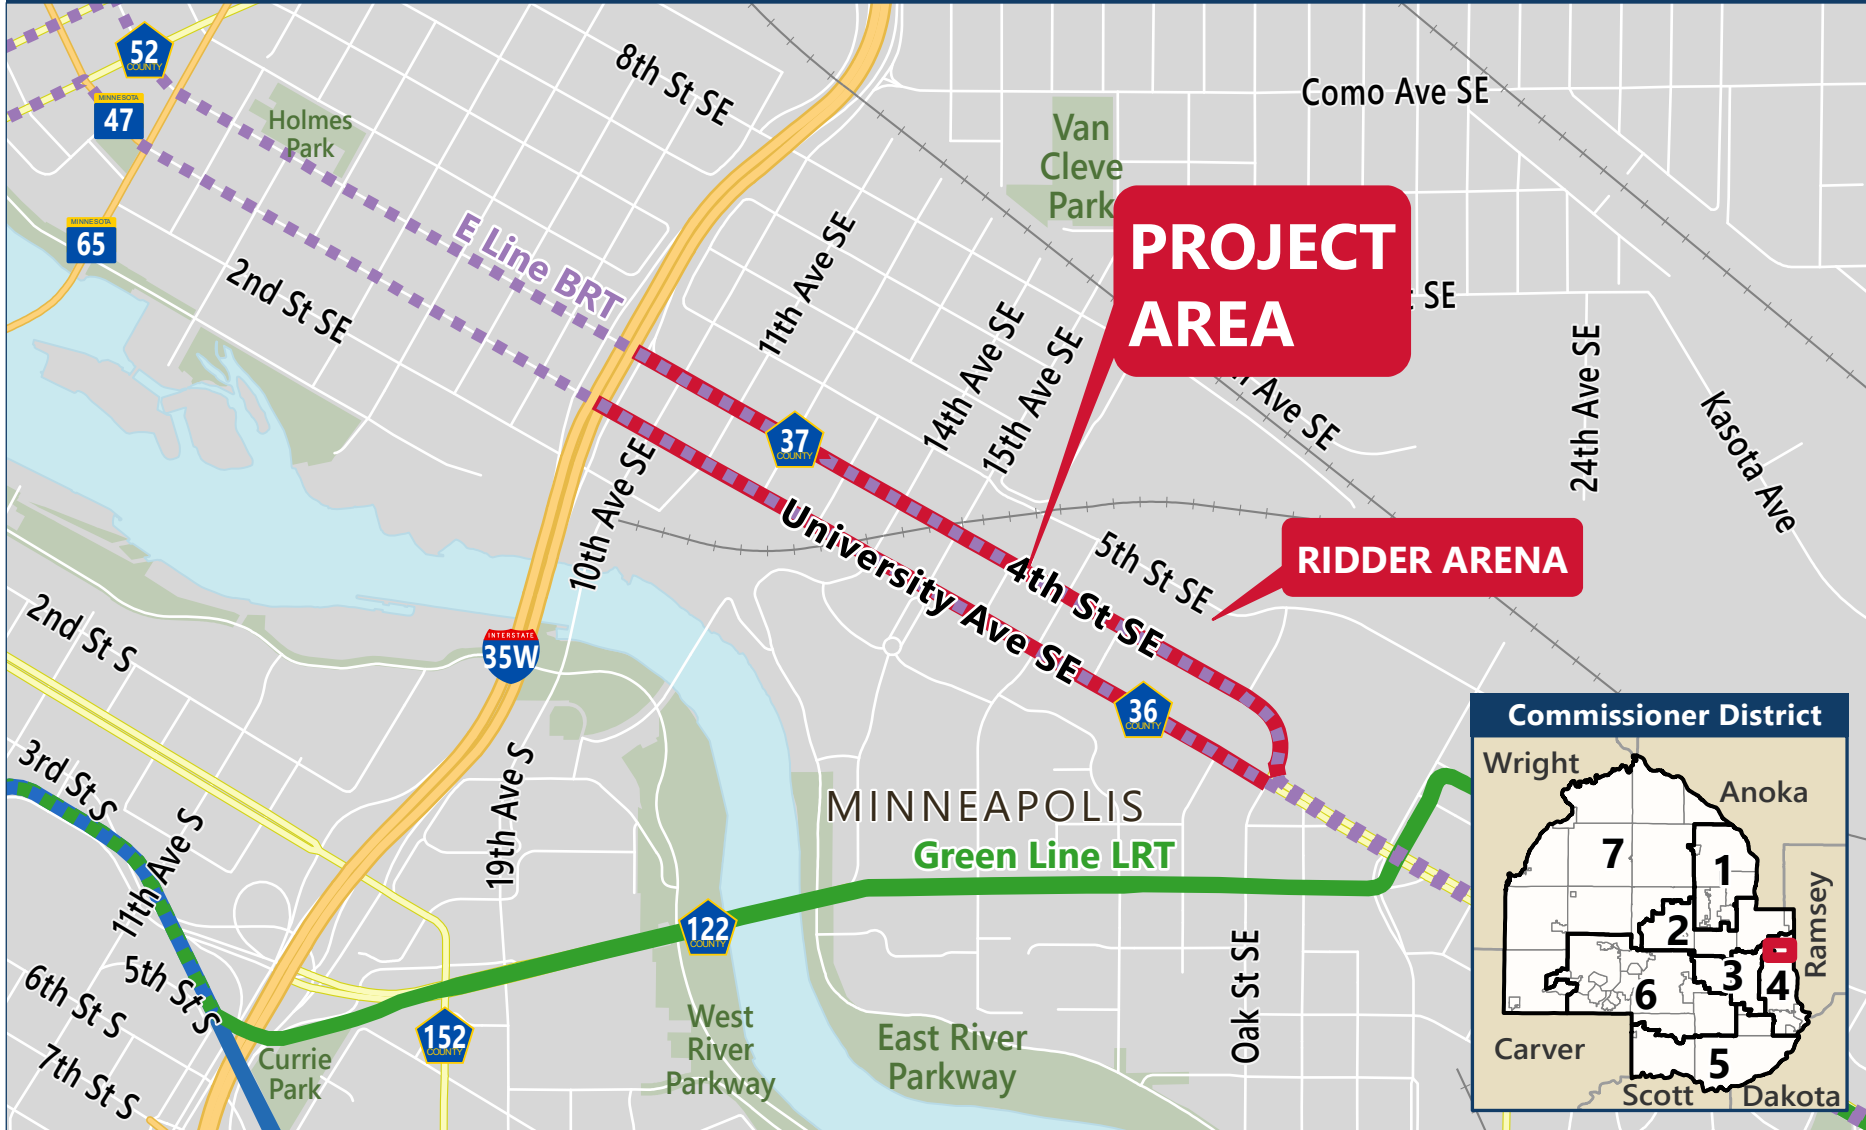 52
COUNTY
MINNESOTA
47
MINNESOTA
65
Holmes
Park
8th St SE
Como Ave SE
Van
Cleve
Park
PROJECT
AREA
SE
Ave SE
E Line BRT
2nd St SE
11th Ave SE
14th Ave SE
15th Ave SE
24th Ave SE
Kasota Ave
37
COUNTY
10th Ave SE
University Ave SE
4th St SE
5th St SE
RIDDER ARENA
INTERSTATE
35W
2nd St S
36
COUNTY
3rd St S
11th Ave S
19th Ave S
MINNEAPOLIS
Green Line LRT
122
COUNTY
5th St S
6th St S
7th St S
Currie
Park
152
COUNTY
West
River
Parkway
East River
Parkway
Oak St SE
Commissioner District
Wright
Anoka
7
1
2
Ramsey
3
4
6
Carver
5
Scott
Dakota